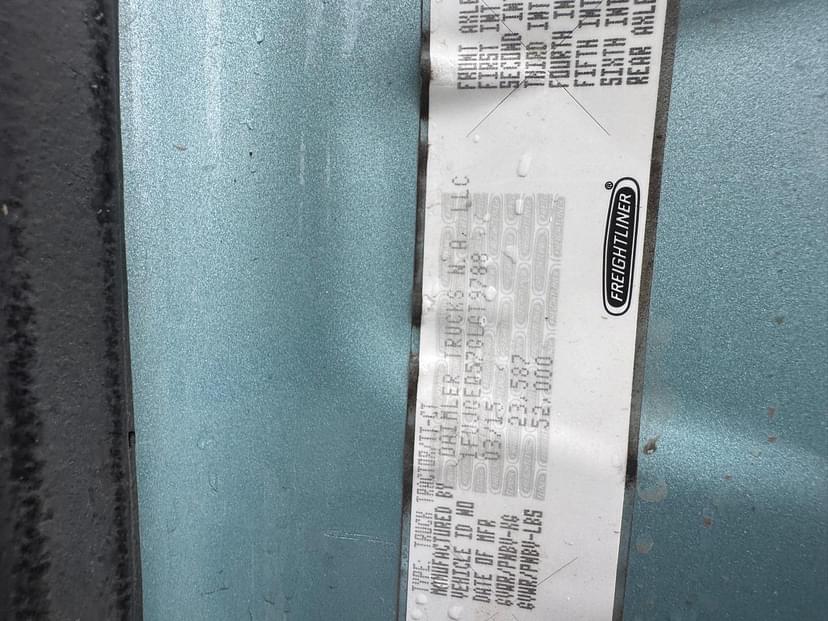 TYPE: TRUCK TRACTOR/
MANUFACTURED BY DAIMLER TRUCKS N.A. LLC
VEHICLE ID NO
DATE OF MFR 03/15
GVWR/PNBV-KG 23,587
GVWR/PNBV-LBS 52,000
FREIGHTLINER®
FRONT AXLE
FIRST INT
SECOND INT
THIRD INT
FOURTH INT
FIFTH INT
SIXTH INT
REAR AXLE